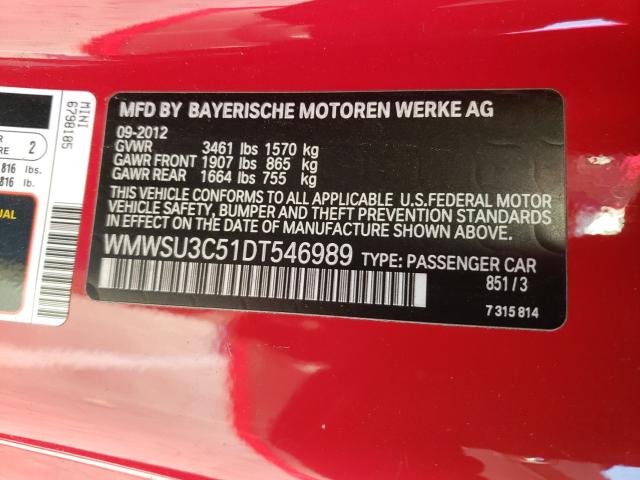 MINI
6798185
R
RE 2
816 lbs.
816 lb.
UAL
MFD BY BAYERISCHE MOTOREN WERKE AG
09-2012
GVWR 3461 lbs 1570 kg
GAWR FRONT 1907 lbs 865 kg
GAWR REAR 1664 lbs 755 kg
THIS VEHICLE CONFORMS TO ALL APPLICABLE U.S. FEDERAL MOTOR
VEHICLE SAFETY, BUMPER AND THEFT PREVENTION STANDARDS
IN EFFECT ON THE DATE OF MANUFACTURE SHOWN ABOVE.
WMWSU3C51DT546989 TYPE: PASSENGER CAR
851/3
7 315 814